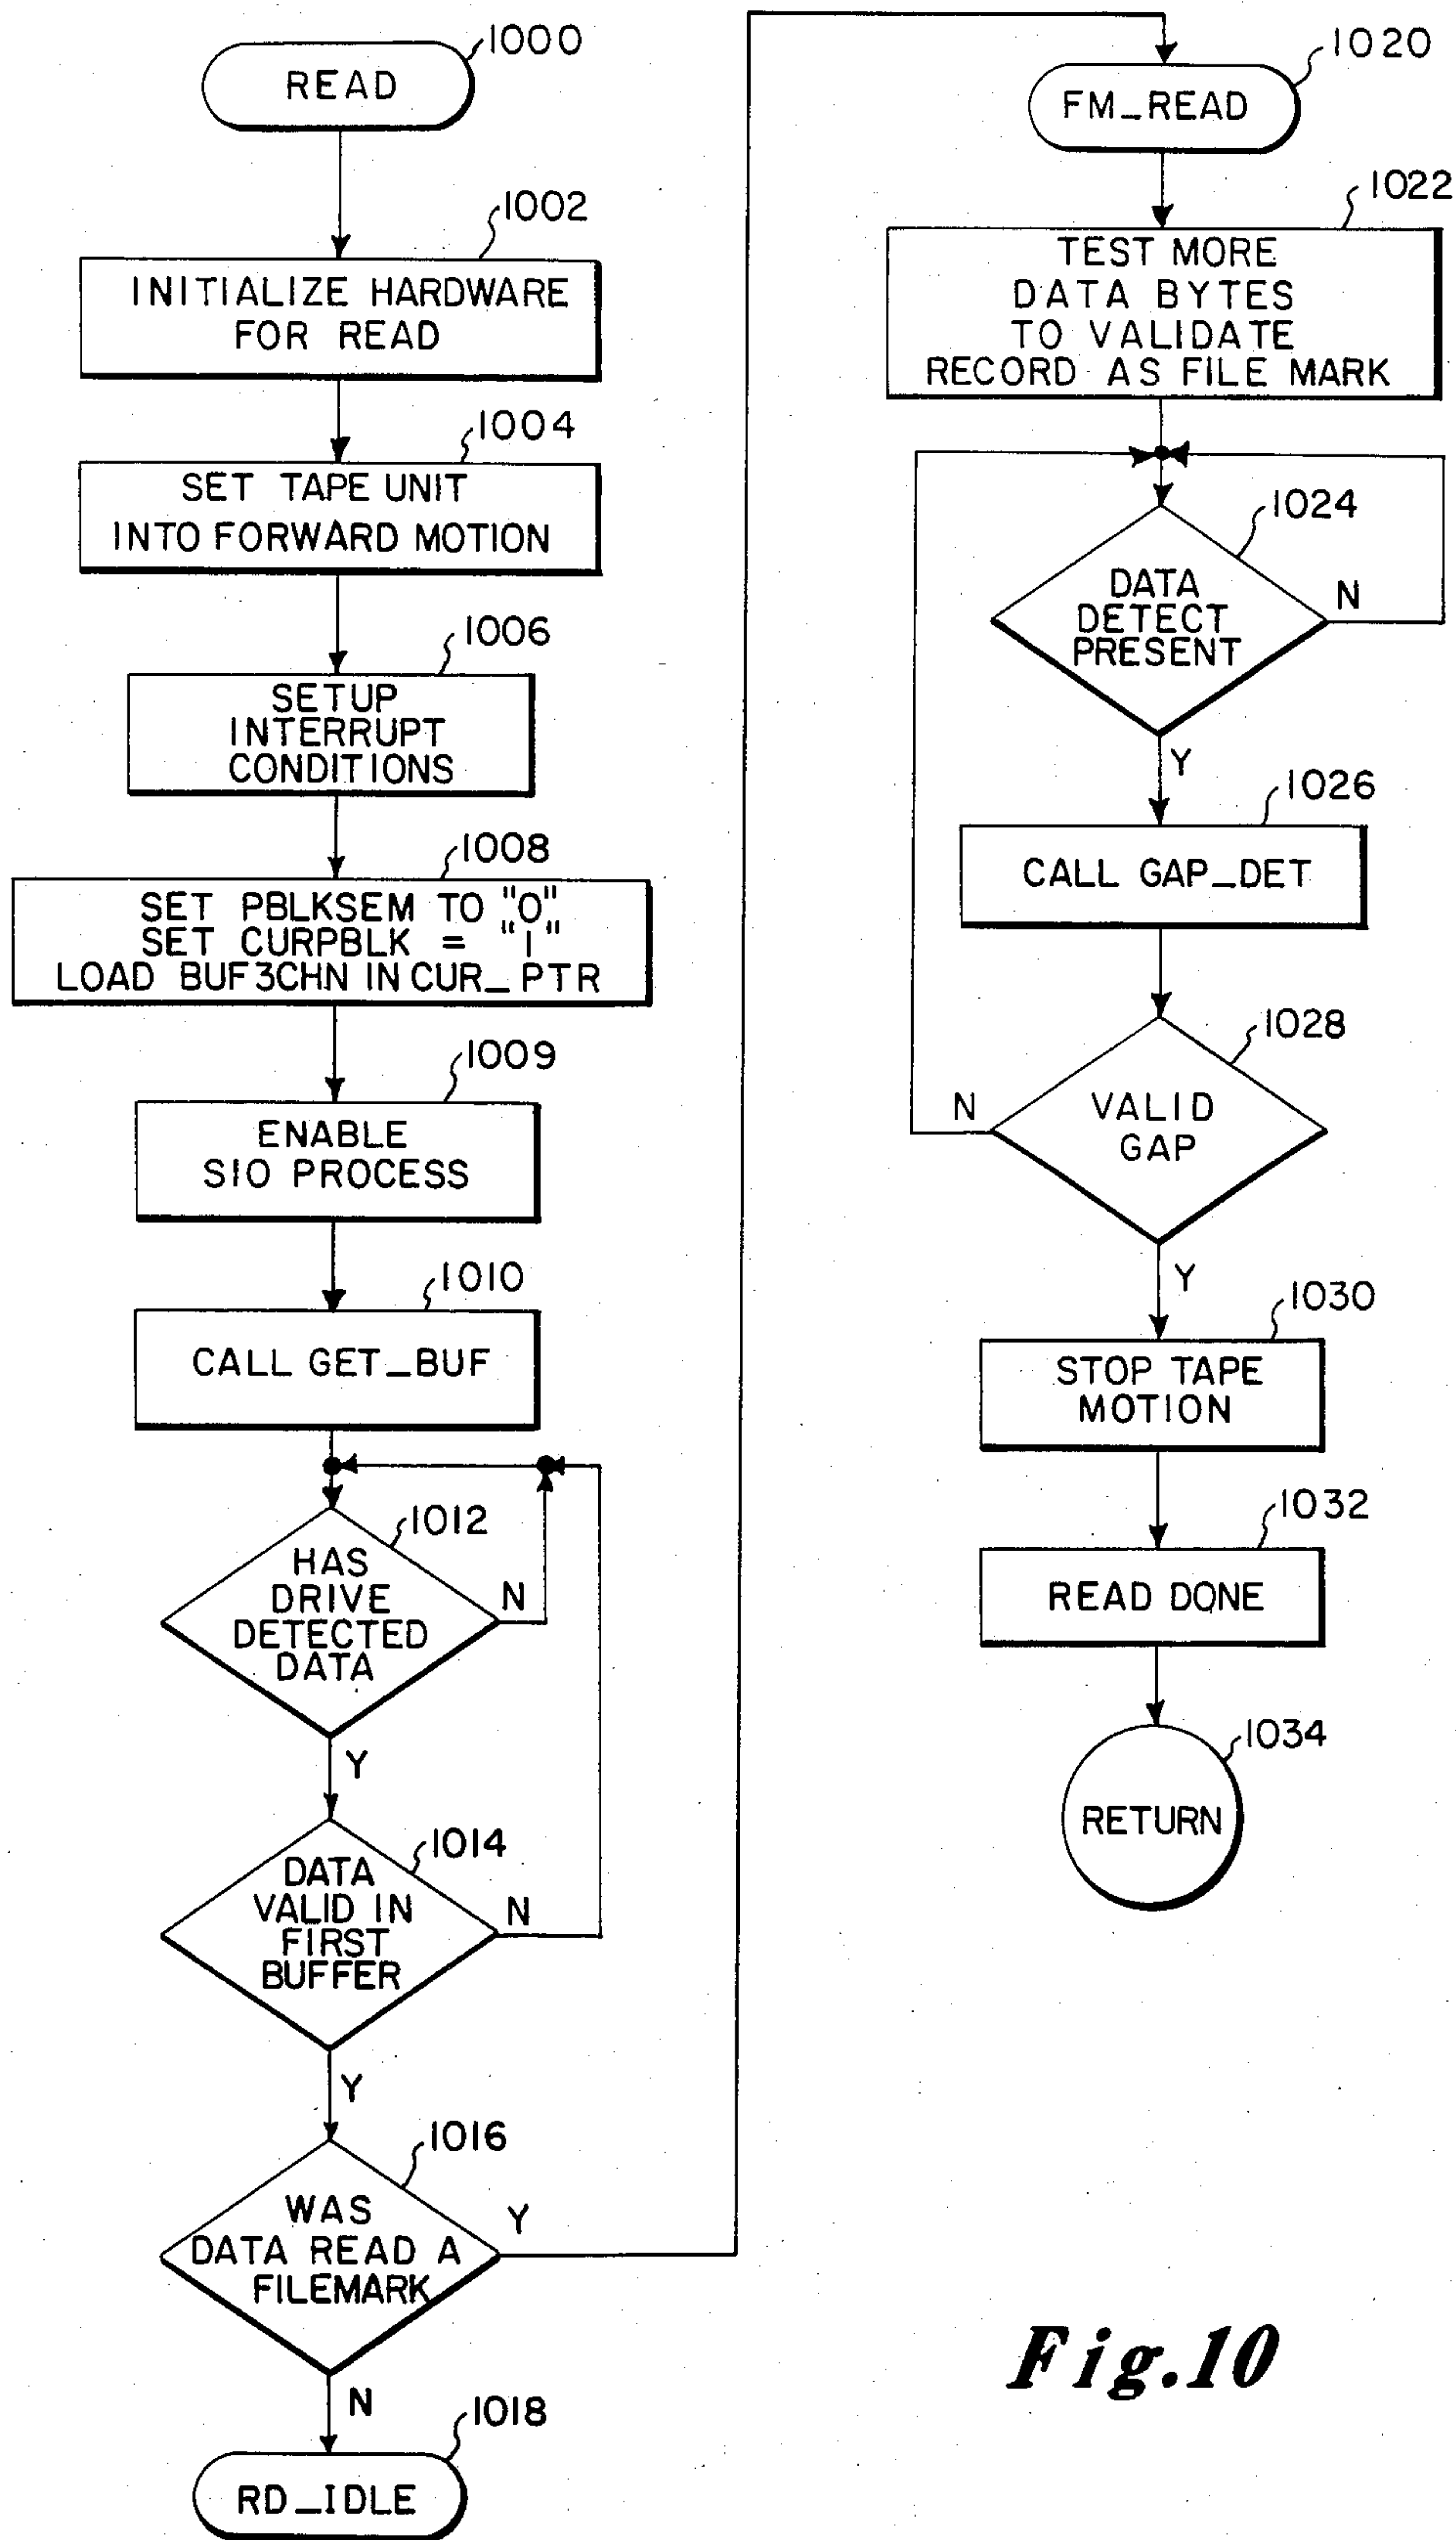 1000
READ
1002
INITIALIZE HARDWARE
FOR READ
1004
SET TAPE UNIT
INTO FORWARD MOTION
1006
SETUP
INTERRUPT
CONDITIONS
1008
SET PBLKSEM TO "0"
SET CURPBLK = "1"
LOAD BUF3CHN IN CUR_PTR
1009
ENABLE
SIO PROCESS
1010
CALL GET_BUF
1012
HAS
DRIVE
DETECTED
DATA
N
Y
1014
DATA
VALID IN
FIRST
BUFFER
N
Y
1016
WAS
DATA READ A
FILEMARK
Y
N
1018
RD_IDLE
1020
FM_READ
1022
TEST MORE
DATA BYTES
TO VALIDATE
RECORD AS FILE MARK
1024
DATA
DETECT
PRESENT
N
Y
1026
CALL GAP_DET
1028
VALID
GAP
N
Y
1030
STOP TAPE
MOTION
1032
READ DONE
1034
RETURN
Fig.10